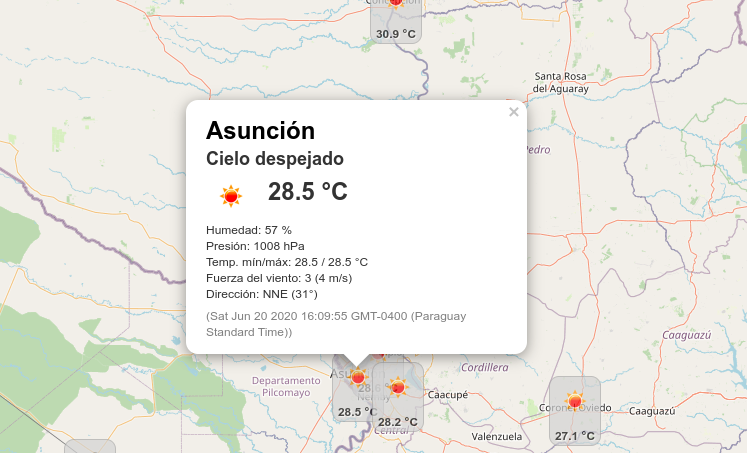 Concepción
30.9 °C
Santa Rosa
del Aguaray
×
Asunción
Cielo despejado
28.5 °C
Humedad: 57 %
Presión: 1008 hPa
Temp. mín/máx: 28.5 / 28.5 °C
Fuerza del viento: 3 (4 m/s)
Dirección: NNE (31°)
(Sat Jun 20 2020 16:09:55 GMT-0400 (Paraguay
Standard Time))
Pedro
Caaguazú
Cordillera
Departamento
Pilcomayo
28.5 °C
28.2 °C
Central
Caacupé
Valenzuela
Coronel Oviedo
27.1 °C
Caaguazú